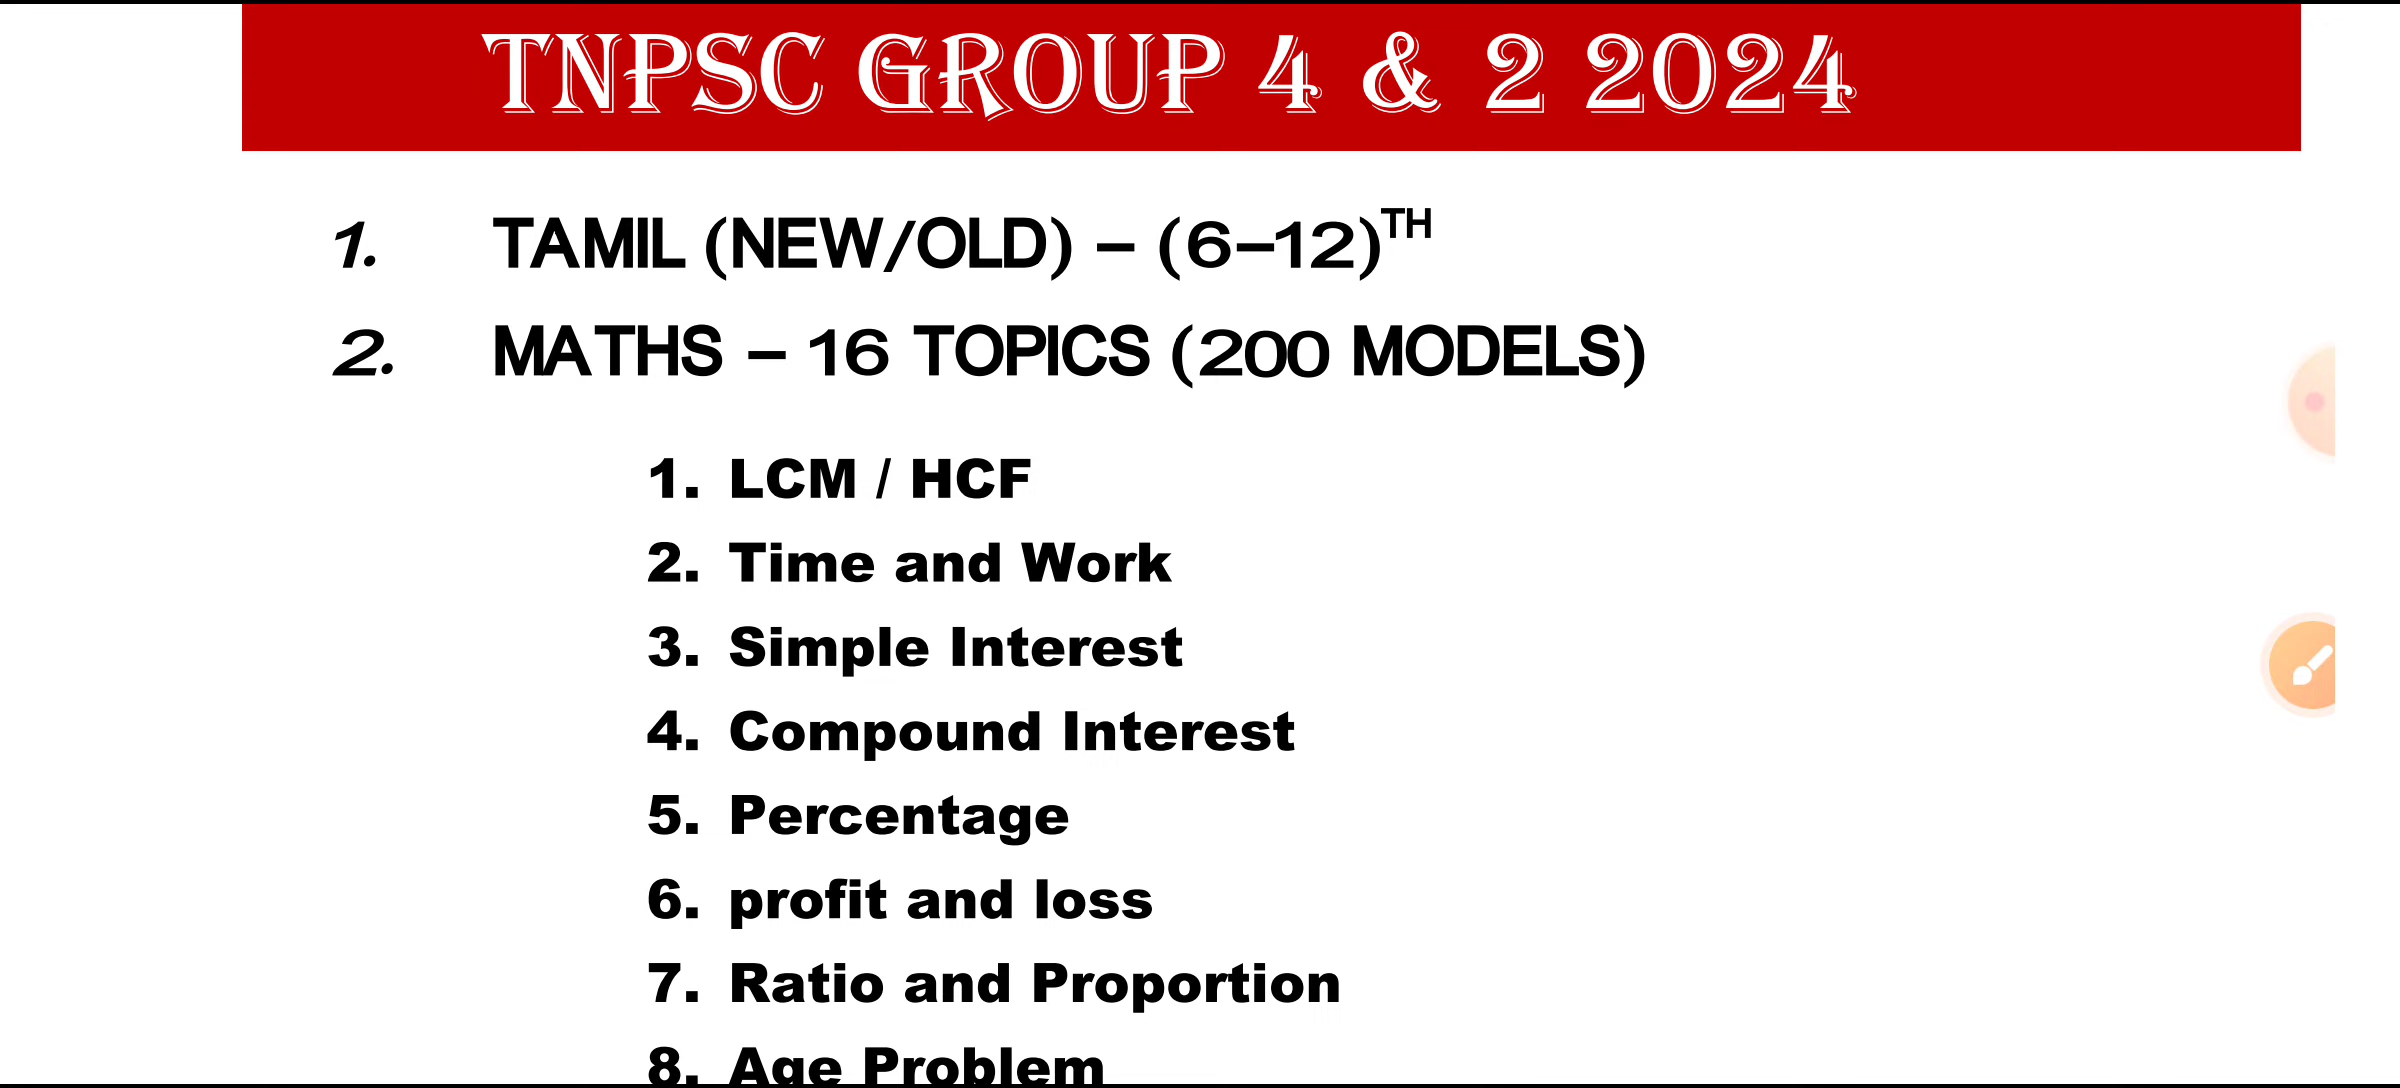 TNPSC GROUP 4 & 2 2024
1. TAMIL (NEW/OLD) – (6–12)TH
2. MATHS – 16 TOPICS (200 MODELS)
1. LCM / HCF
2. Time and Work
3. Simple Interest
4. Compound Interest
5. Percentage
6. profit and loss
7. Ratio and Proportion
8. Age Problem